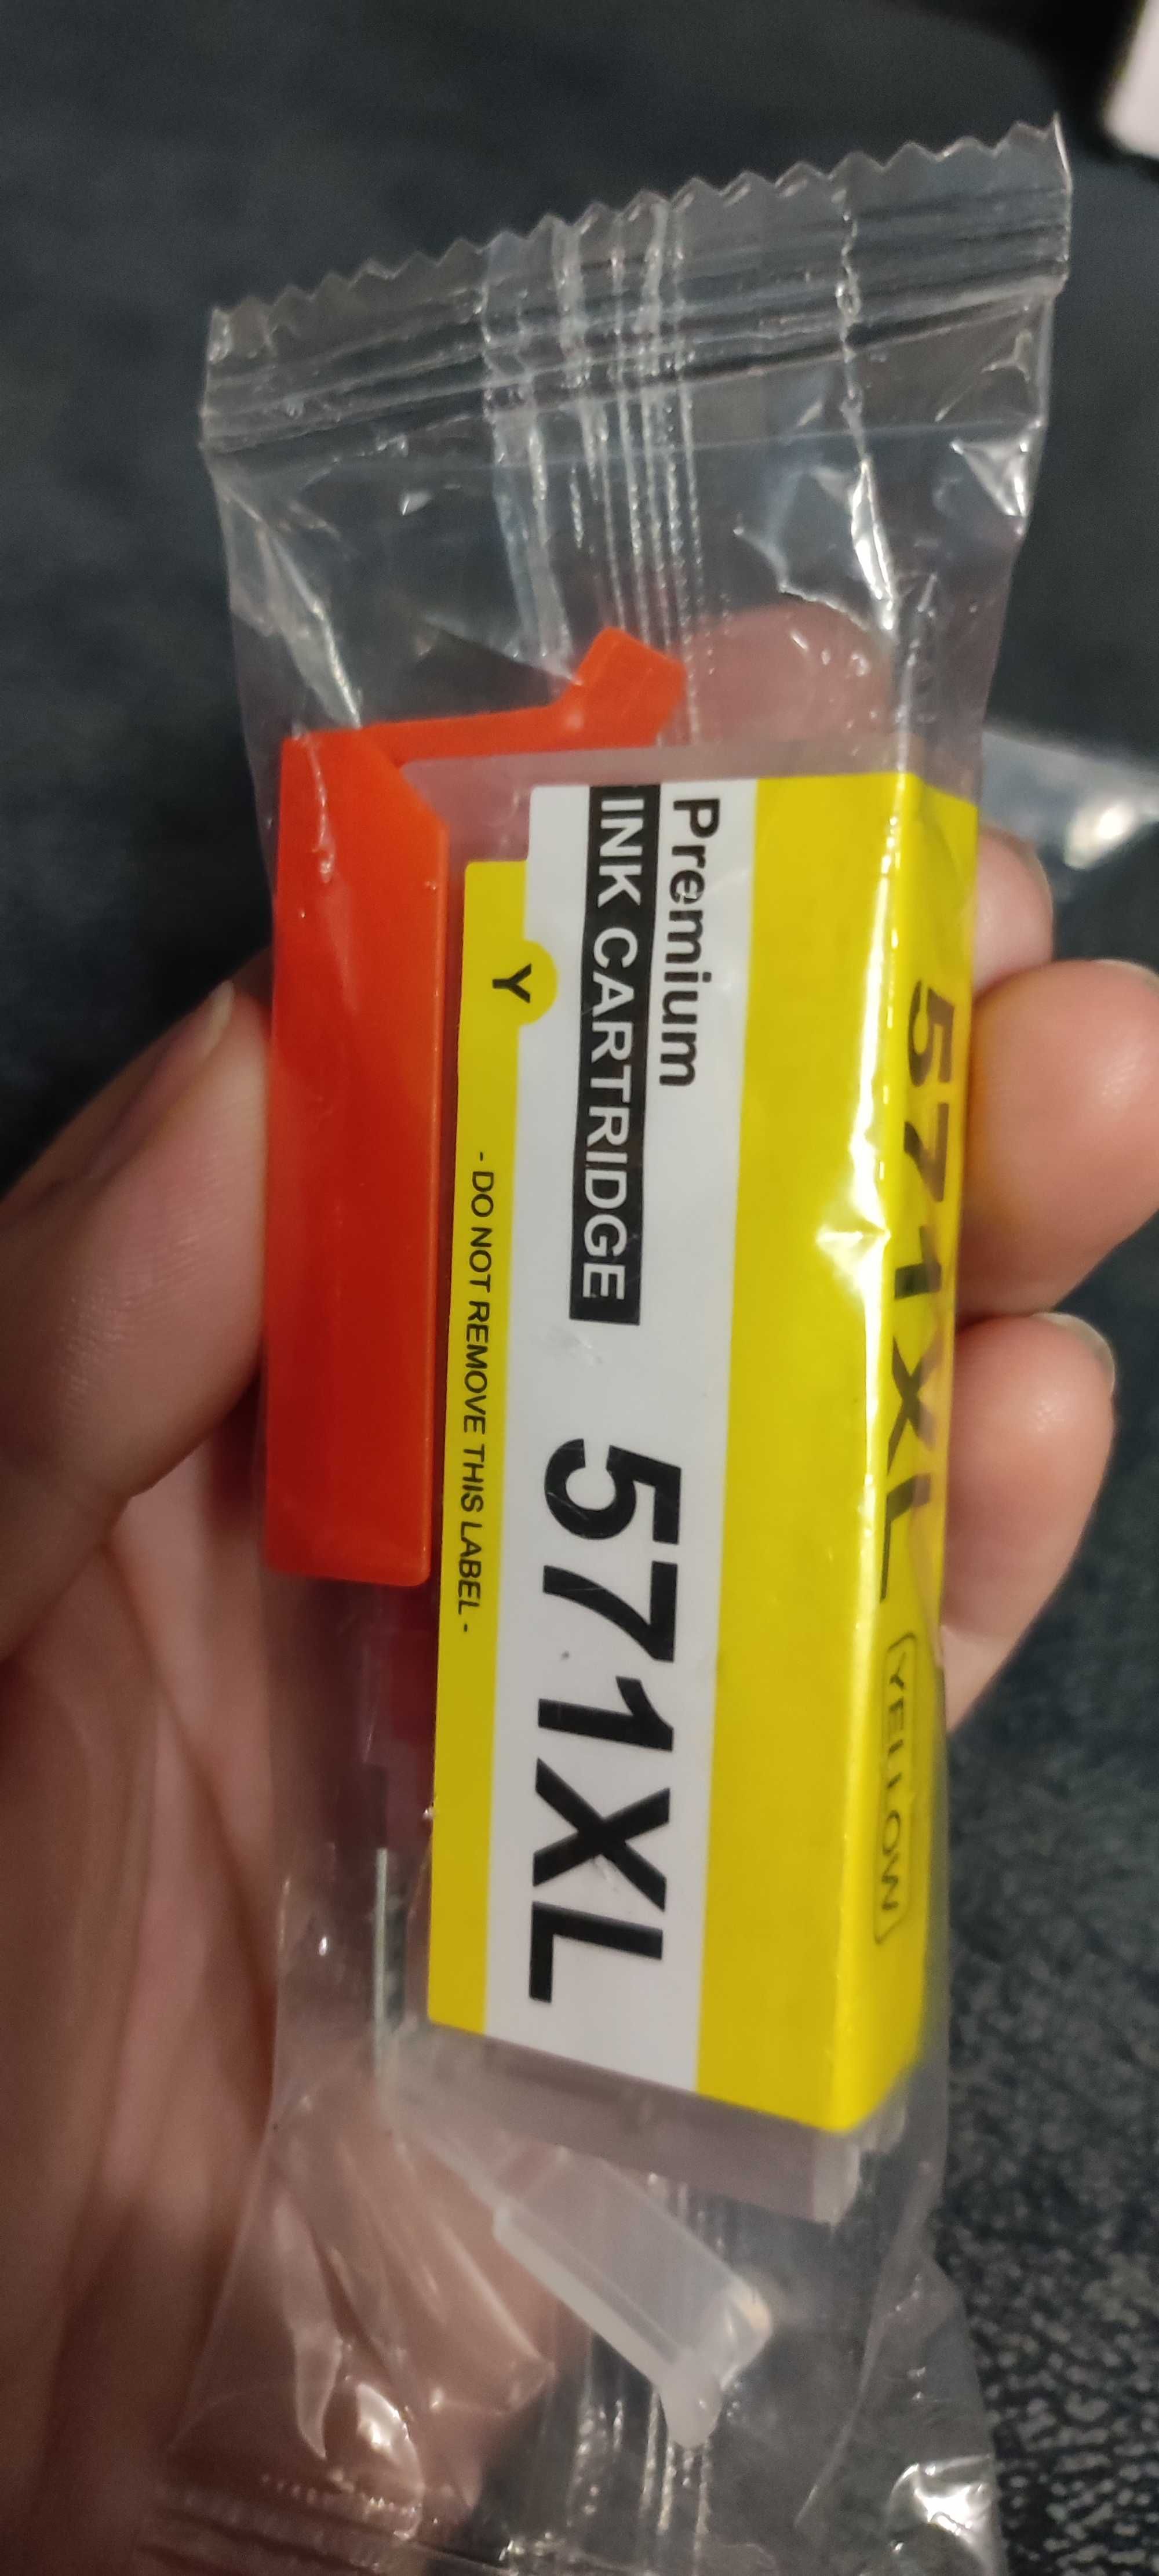 Premium
INK CARTRIDGE
571XL
Y
- DO NOT REMOVE THIS LABEL -
571XL YELLOW